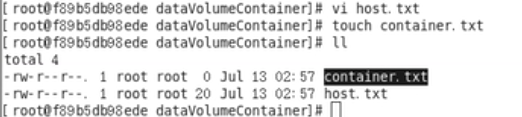 [ root@f89b5db98ede dataVolumeContainer]# vi host.txt
[ root@f89b5db98ede dataVolumeContainer]# touch container.txt
[ root@f89b5db98ede dataVolumeContainer]# ll
total 4
-rw-r--r--. 1 root root  0 Jul 13 02:57 container.txt
-rw-r--r--. 1 root root 20 Jul 13 02:57 host.txt
[ root@f89b5db98ede dataVolumeContainer]#